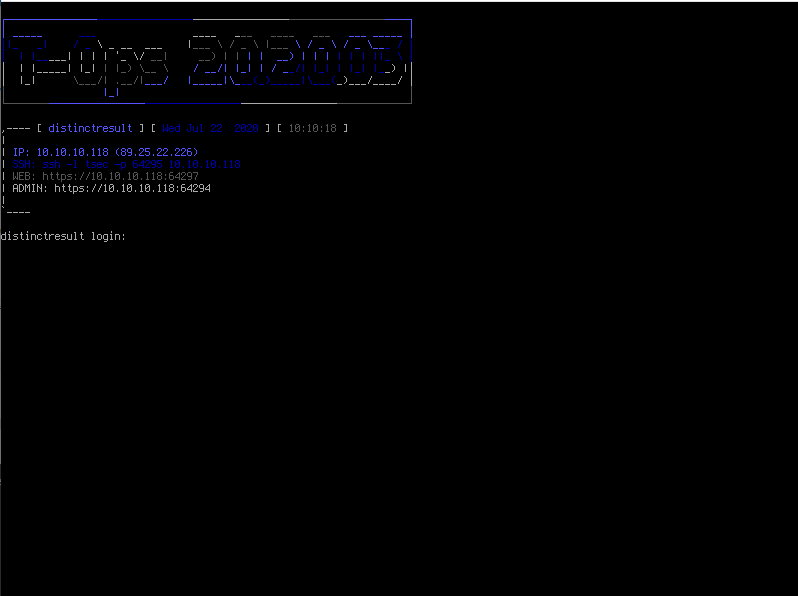 T-Ops
,---- [ distinctresult ] [ Wed Jul 22 2020 ] [ 10:10:18 ]
|
| IP: 10.10.10.118 (89.25.22.226)
| SSH: ssh -l tsec -p 64295 10.10.10.118
| WEB: https://10.10.10.118:64297
| ADMIN: https://10.10.10.118:64294
|
`----
distinctresult login: